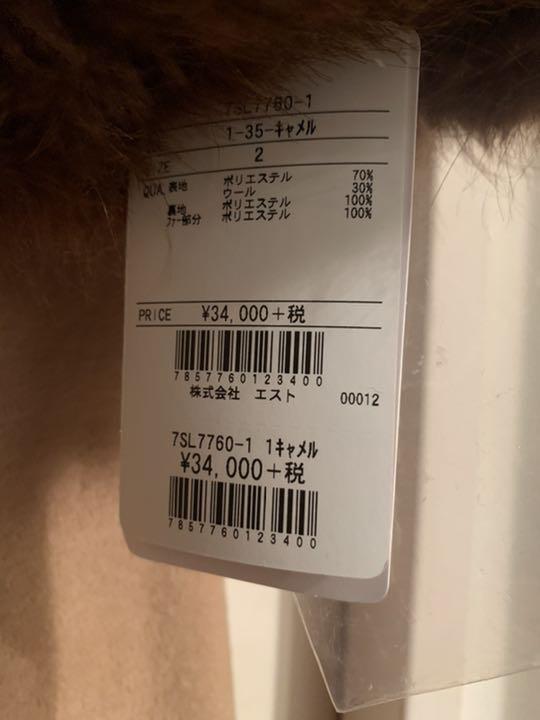 7SL7760-1
1-35-キャメル
ZE 2
QUA 表地 ポリエステル 70%
ウール 30%
裏地 ポリエステル 100%
ファー部分 ポリエステル 100%
PRICE ¥34,000+税
7857760123400
株式会社 エスト 00012
7SL7760-1 1キャメル
¥34,000+税
7857760123400